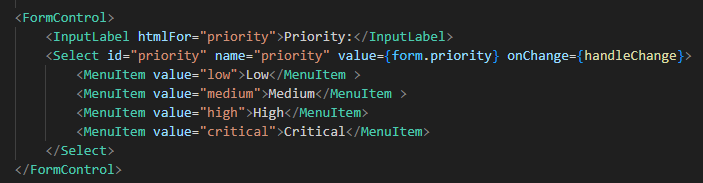 <FormControl>
    <InputLabel htmlFor="priority">Priority:</InputLabel>
    <Select id="priority" name="priority" value={form.priority} onChange={handleChange}>
        <MenuItem value="low">Low</MenuItem >
        <MenuItem value="medium">Medium</MenuItem >
        <MenuItem value="high">High</MenuItem>
        <MenuItem value="critical">Critical</MenuItem>
    </Select>
</FormControl>